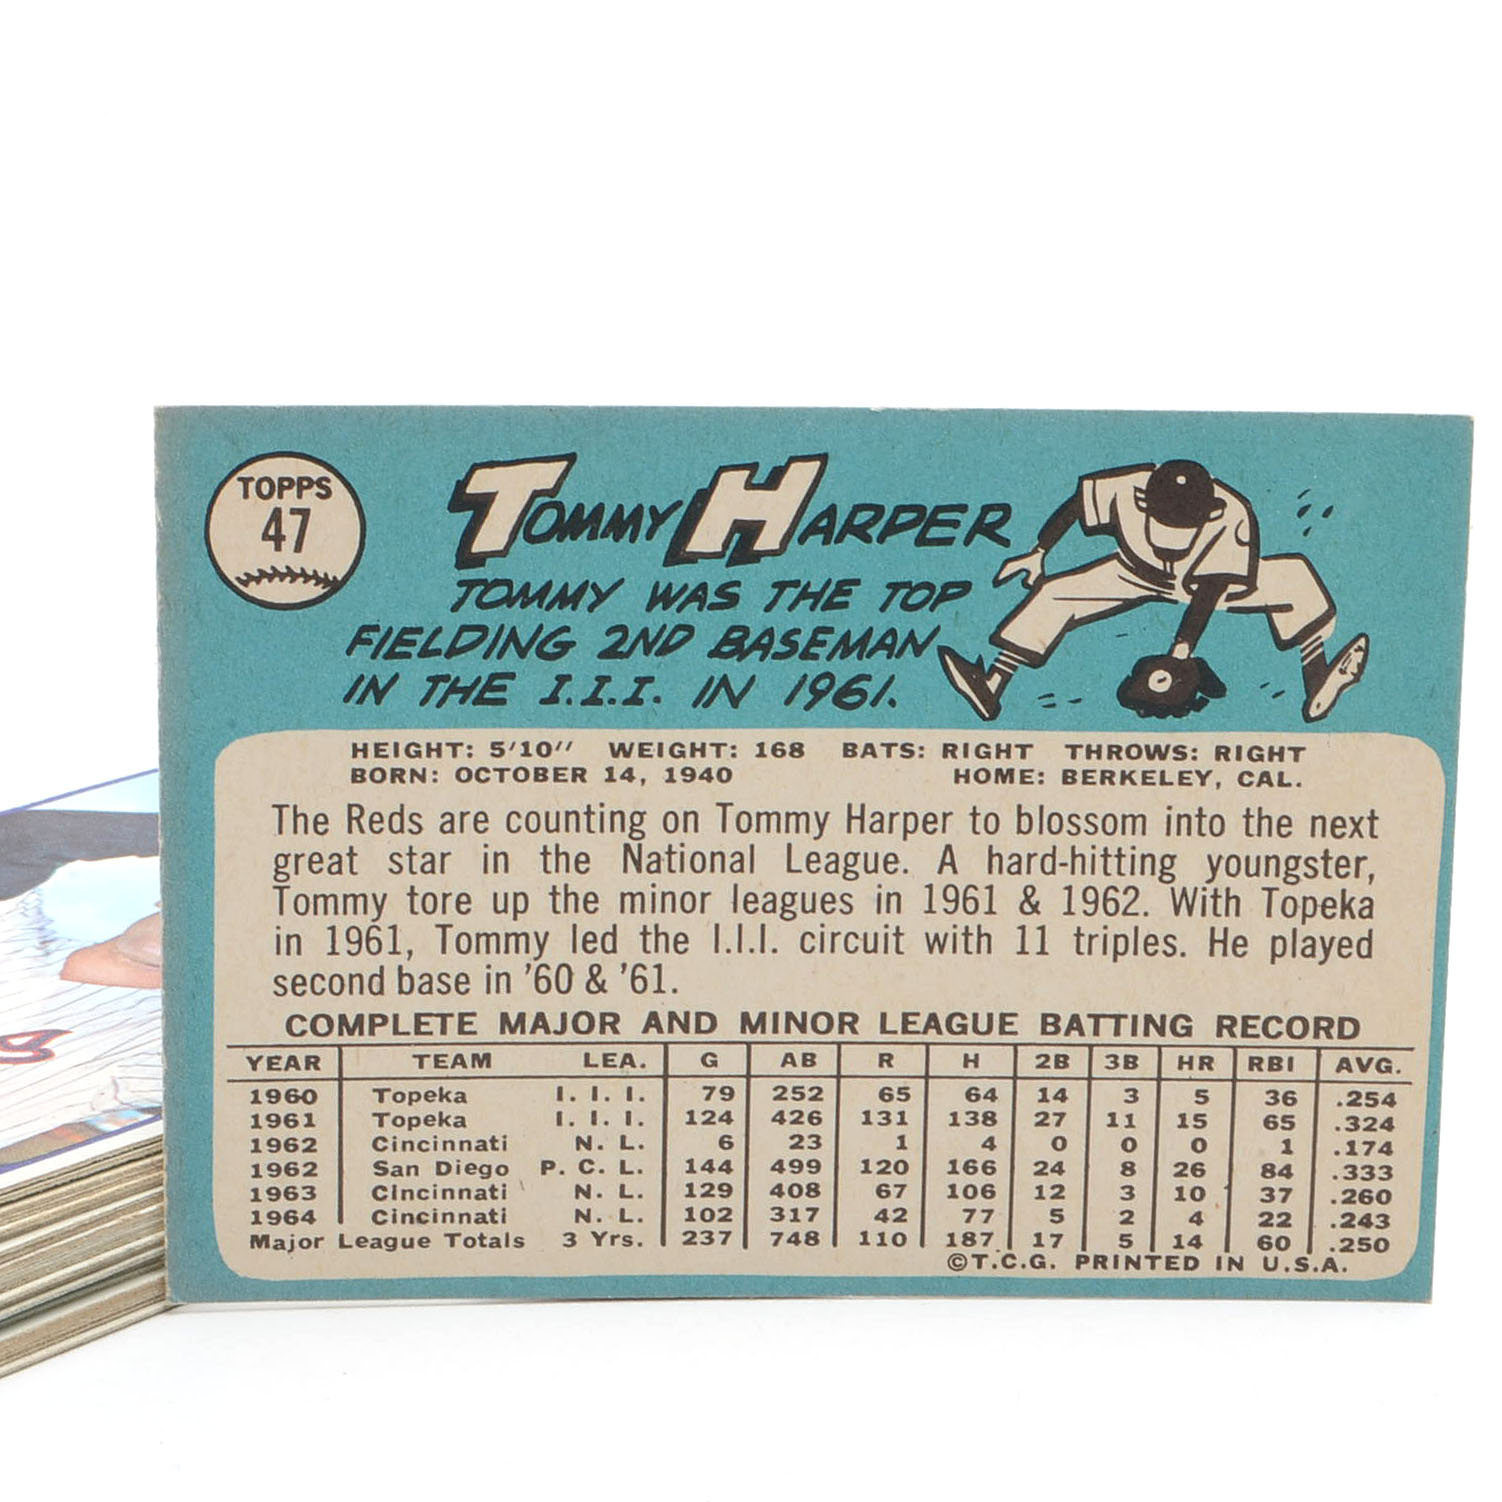 TOPPS
47
TOMMY HARPER
TOMMY WAS THE TOP
FIELDING 2ND BASEMAN
IN THE I.I.I. IN 1961.
HEIGHT: 5'10" WEIGHT: 168 BATS: RIGHT THROWS: RIGHT
BORN: OCTOBER 14, 1940 HOME: BERKELEY, CAL.
The Reds are counting on Tommy Harper to blossom into the next
great star in the National League. A hard-hitting youngster,
Tommy tore up the minor leagues in 1961 & 1962. With Topeka
in 1961, Tommy led the I.I.I. circuit with 11 triples. He played
second base in '60 & '61.
COMPLETE MAJOR AND MINOR LEAGUE BATTING RECORD
YEAR TEAM LEA. G AB R H 2B 3B HR RBI AVG.
1960 Topeka I. I. I. 79 252 65 64 14 3 5 36 .254
1961 Topeka I. I. I. 124 426 131 138 27 11 15 65 .324
1962 Cincinnati N. L. 6 23 1 4 0 0 0 1 .174
1962 San Diego P. C. L. 144 499 120 166 24 8 26 84 .333
1963 Cincinnati N. L. 129 408 67 106 12 3 10 37 .260
1964 Cincinnati N. L. 102 317 42 77 5 2 4 22 .243
Major League Totals 3 Yrs. 237 748 110 187 17 5 14 60 .250
©T.C.G. PRINTED IN U.S.A.